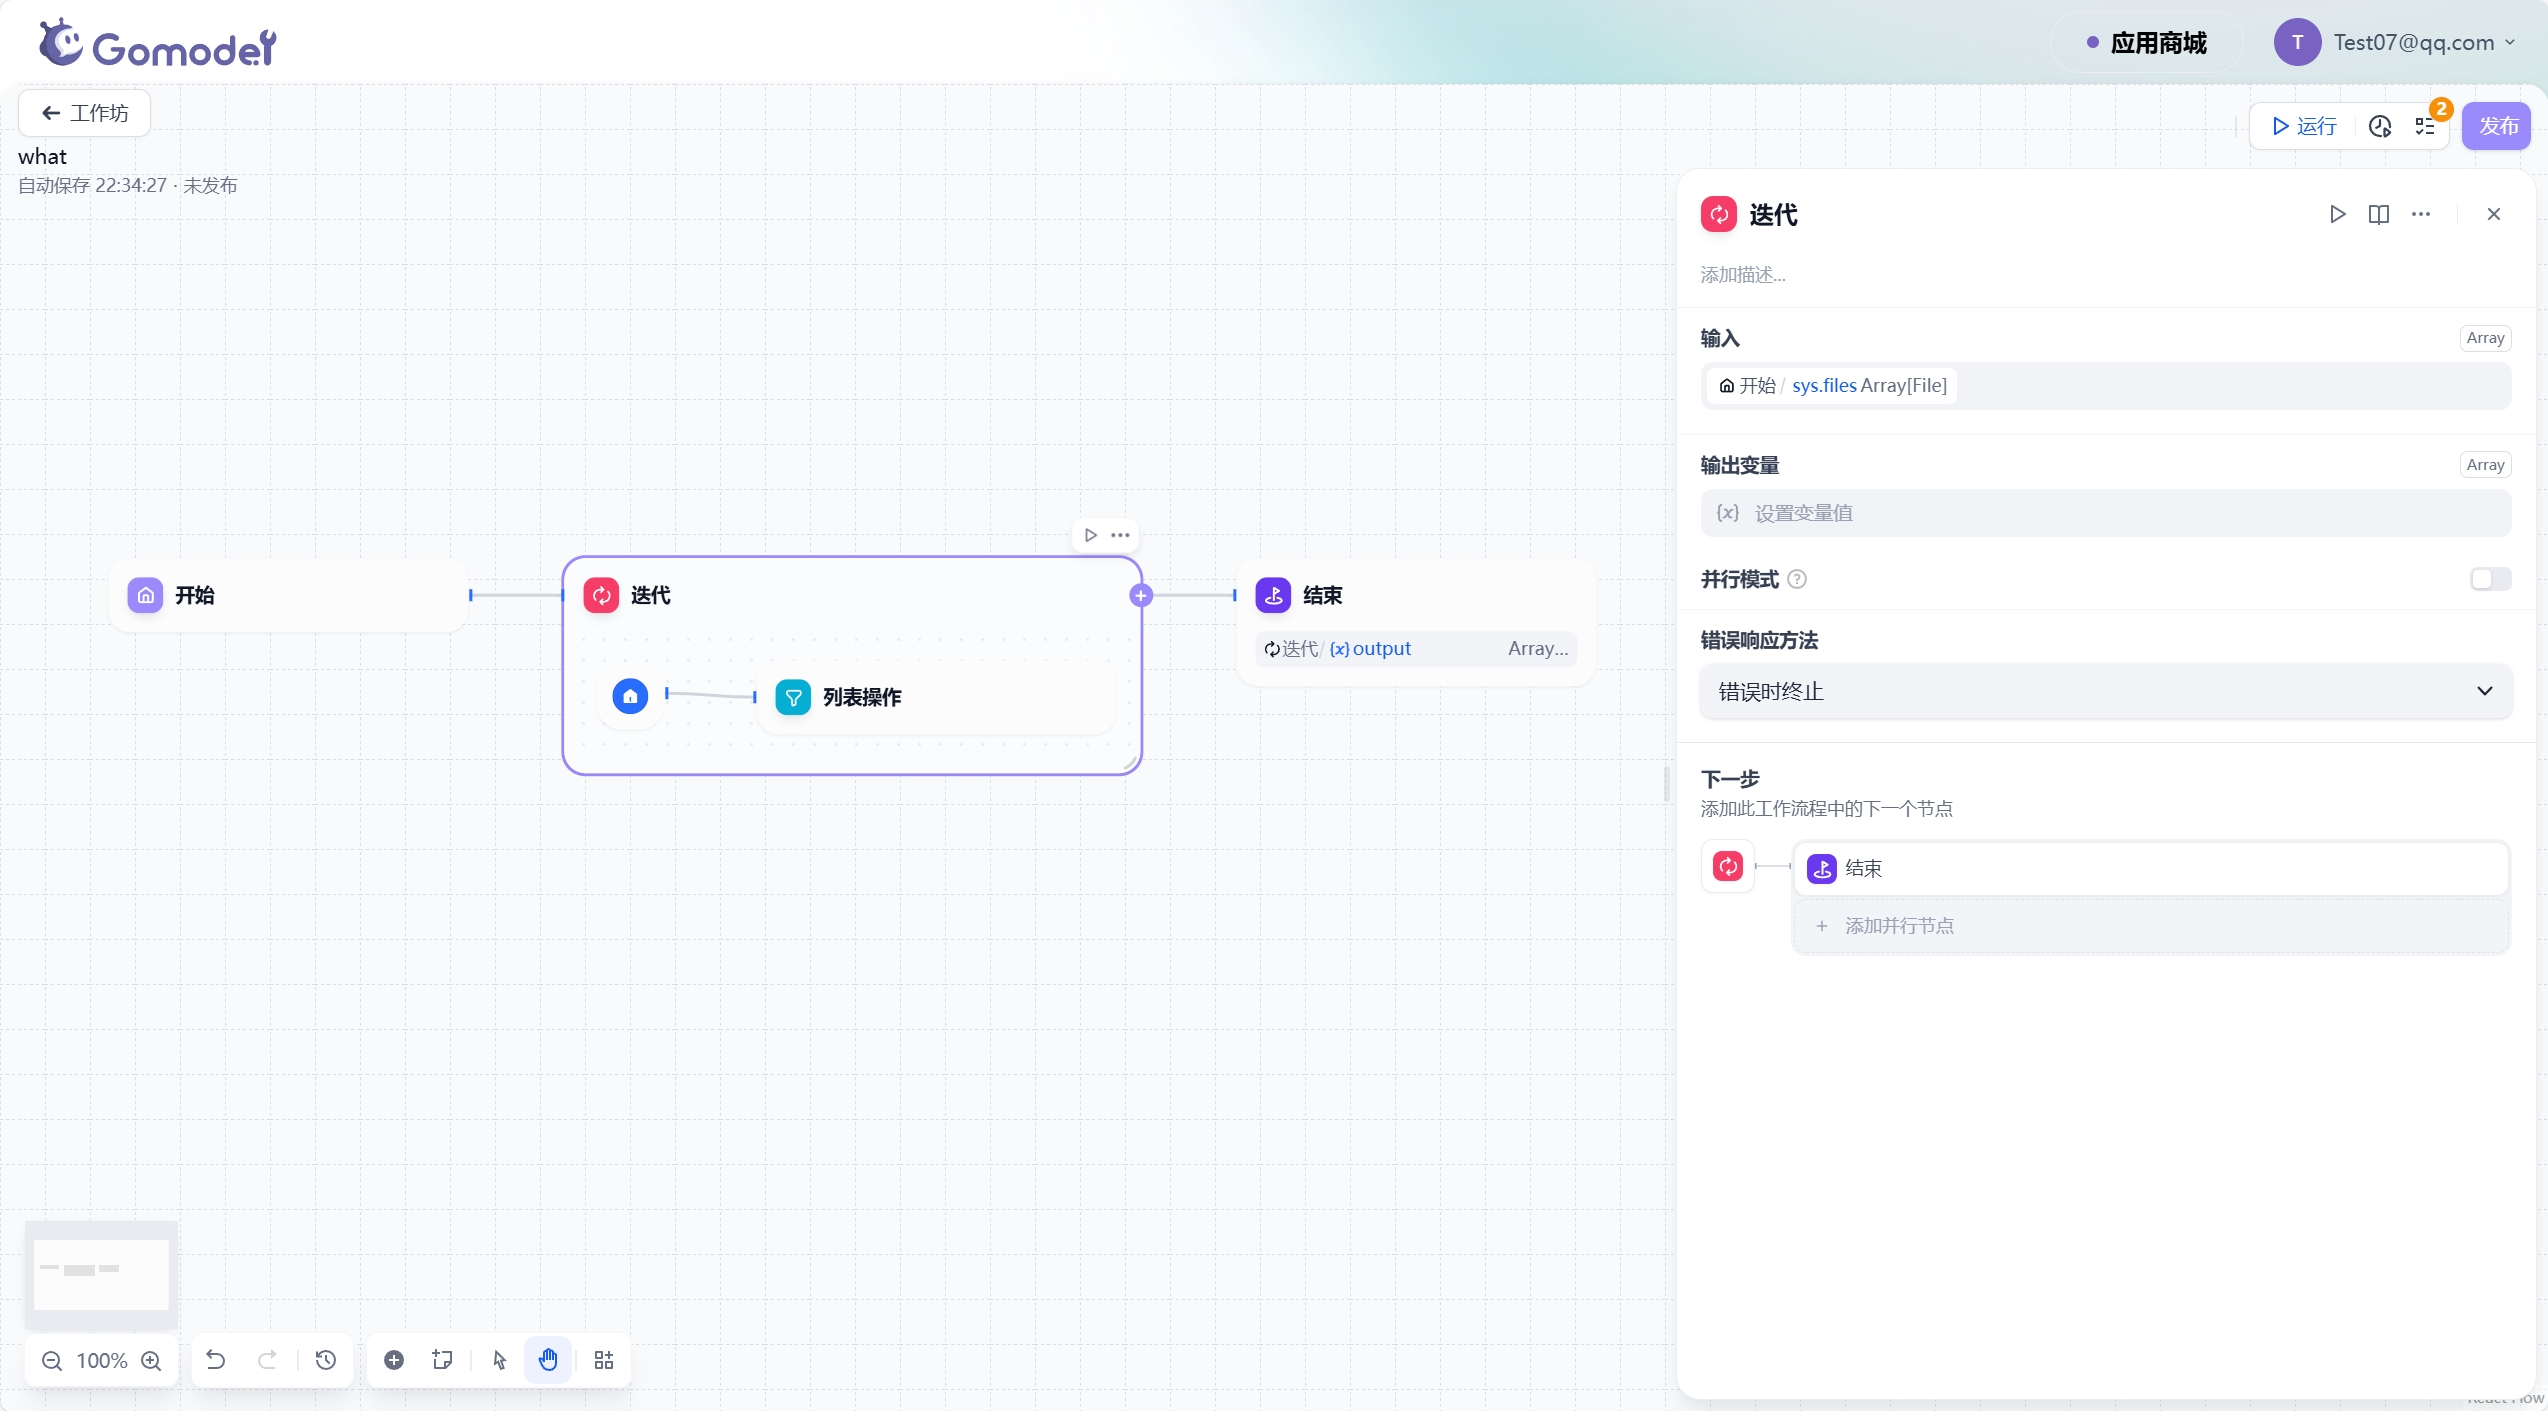 Gomodel
应用商城
T
Test07@qq.com
工作坊
what
自动保存 22:34:27 · 未发布
运行
2
发布
开始
迭代
列表操作
结束
迭代/{x}output Array...
迭代
添加描述...
输入
Array
开始/ sys.files Array[File]
输出变量
Array
{x} 设置变量值
并行模式 ?
错误响应方法
错误时终止
下一步
添加此工作流程中的下一个节点
结束
+ 添加并行节点
100%